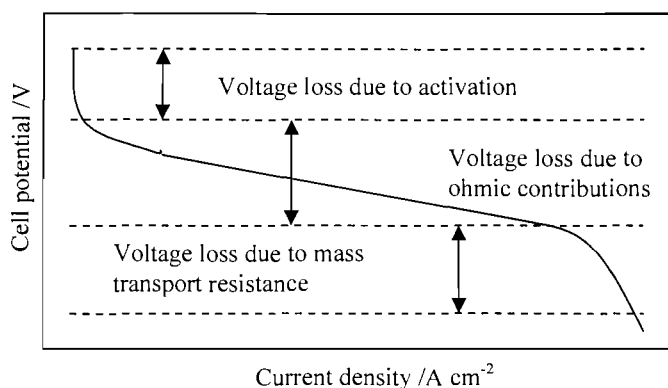 Cell potential /V
Voltage loss due to activation
Voltage loss due to
ohmic contributions
Voltage loss due to mass
transport resistance
Current density /A cm⁻²